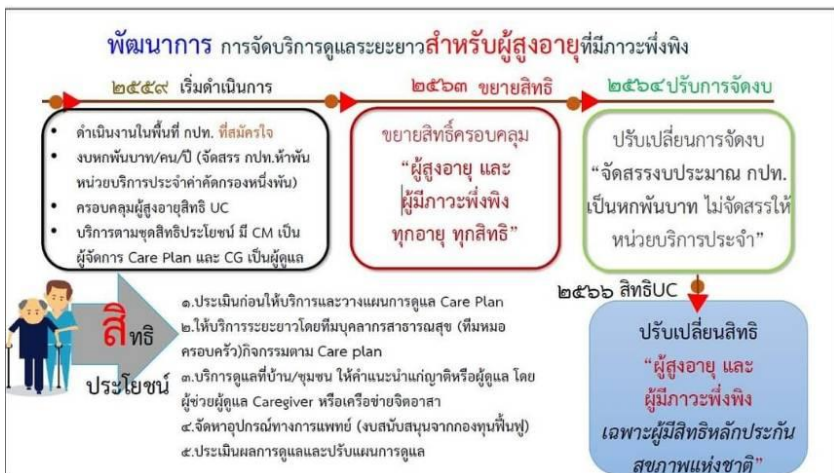 พัฒนาการ การจัดบริการดูแลระยะยาวสำหรับผู้สูงอายุที่มีภาวะพึ่งพิง
๒๕๕๙ เริ่มดำเนินการ
๒๕๖๓ ขยายสิทธิ
๒๕๖๔ปรับการจัดงบ
• ดำเนินงานในพื้นที่ กปท. ที่สมัครใจ
• งบหกพันบาท/คน/ปี (จัดสรร กปท.ห้าพัน
หน่วยบริการประจำค่าคัดกรองหนึ่งพัน)
• ครอบคลุมผู้สูงอายุสิทธิ UC
• บริการตามชุดสิทธิประโยชน์ มี CM เป็น
ผู้จัดการ Care Plan และ CG เป็นผู้ดูแล
ขยายสิทธิ์ครอบคลุม
“ผู้สูงอายุ และ
ผู้มีภาวะพึ่งพิง
ทุกอายุ ทุกสิทธิ”
ปรับเปลี่ยนการจัดงบ
“จัดสรรงบประมาณ กปท.
เป็นหกพันบาท ไม่จัดสรรให้
หน่วยบริการประจำ”
สิทธิ
ประโยชน์
๑.ประเมินก่อนให้บริการและวางแผนการดูแล Care Plan
๒.ให้บริการระยะยาวโดยทีมบุคลากรสาธารณสุข (ทีมหมอ
ครอบครัว)กิจกรรมตาม Care plan
๓.บริการดูแลที่บ้าน/ชุมชน ให้คำแนะนำแก่ญาติหรือผู้ดูแล โดย
ผู้ช่วยผู้ดูแล Caregiver หรือเครือข่ายจิตอาสา
๔.จัดหาอุปกรณ์ทางการแพทย์ (งบสนับสนุนจากกองทุนฟื้นฟู)
๕.ประเมินผลการดูแลและปรับแผนการดูแล
๒๕๖๖ สิทธิUC
ปรับเปลี่ยนสิทธิ
“ผู้สูงอายุ และ
ผู้มีภาวะพึ่งพิง
เฉพาะผู้มีสิทธิหลักประกัน
สุขภาพแห่งชาติ”